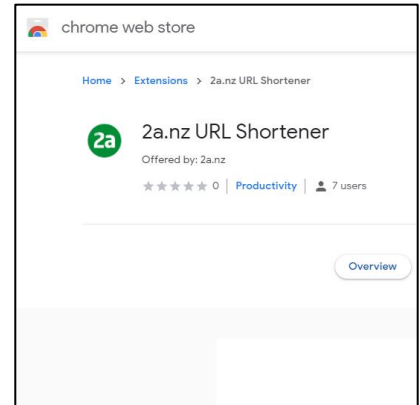 chrome web store
Home > Extensions > 2a.nz URL Shortener
2a
2a.nz URL Shortener
Offered by: 2a.nz
★★★★★ 0 | Productivity | 7 users
Overview